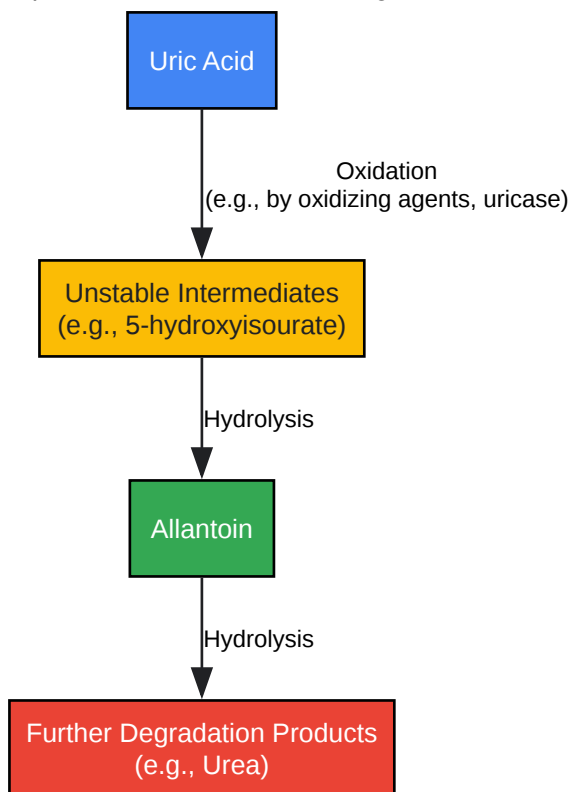 Uric Acid
Oxidation
(e.g., by oxidizing agents, uricase)
Unstable Intermediates
(e.g., 5-hydroxyisourate)
Hydrolysis
Allantoin
Hydrolysis
Further Degradation Products
(e.g., Urea)